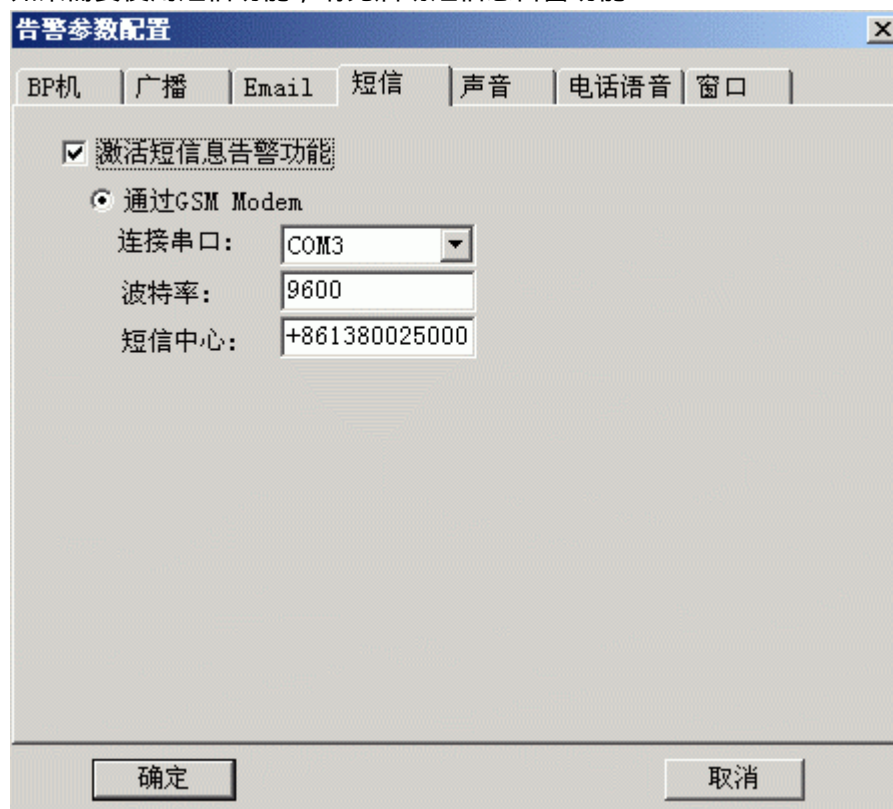 告警参数配置
BP机 广播 Email 短信 声音 电话语音 窗口
激活短信息告警功能
通过GSM Modem
连接串口: COM3
波特率: 9600
短信中心: +861380025000
确定 取消